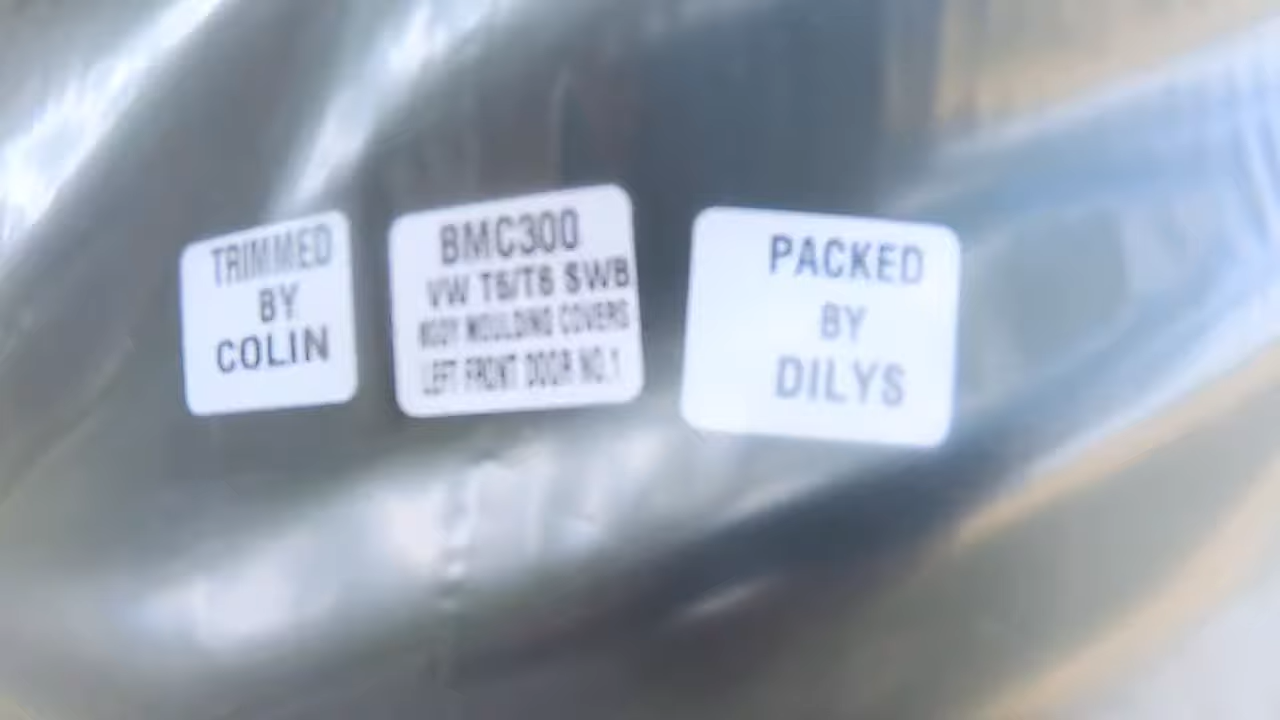 TRIMMED
BY
COLIN
BMC300
VW T5/T6 SWB
BODY MOULDING COVERS
LEFT FRONT DOOR NO.1
PACKED
BY
DILYS